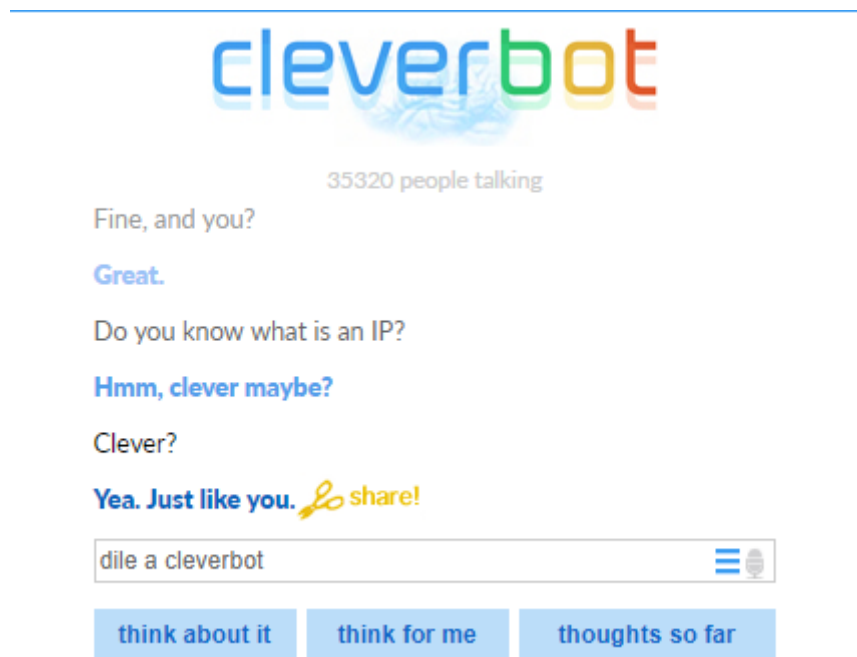 cleverbot
35320 people talking
Fine, and you?
Great.
Do you know what is an IP?
Hmm, clever maybe?
Clever?
Yea. Just like you. share!
dile a cleverbot
think about it think for me thoughts so far